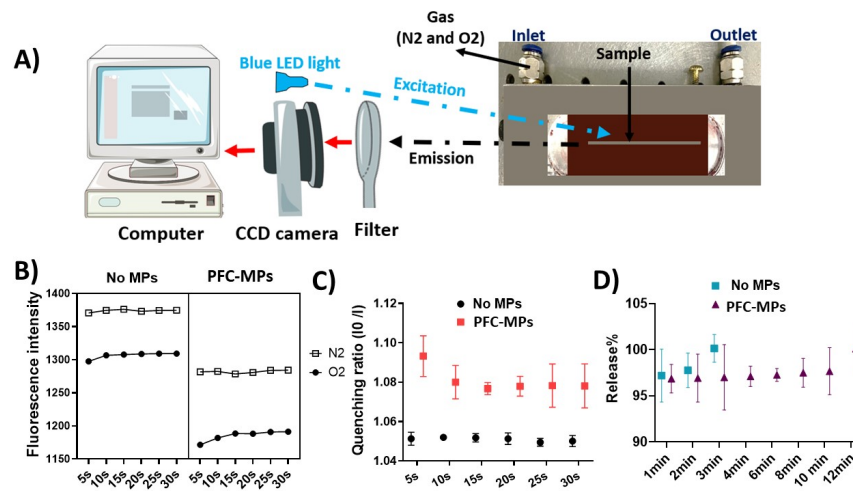 A)
Gas
(N2 and O2)
Inlet
Outlet
Sample
Blue LED light
Excitation
Emission
Computer
CCD camera
Filter
B)
No MPs
PFC-MPs
Fluorescence intensity
1400
1350
1300
1250
1200
1150
5s
10s
15s
20s
25s
30s
5s
10s
15s
20s
25s
30s
N2
O2
C)
No MPs
PFC-MPs
Quenching ratio (I0 /I)
1.12
1.10
1.08
1.06
1.04
5s
10s
15s
20s
25s
30s
D)
No MPs
PFC-MPs
Release%
105
100
95
90
1min
2min
3min
4min
6min
8min
10 min
12min